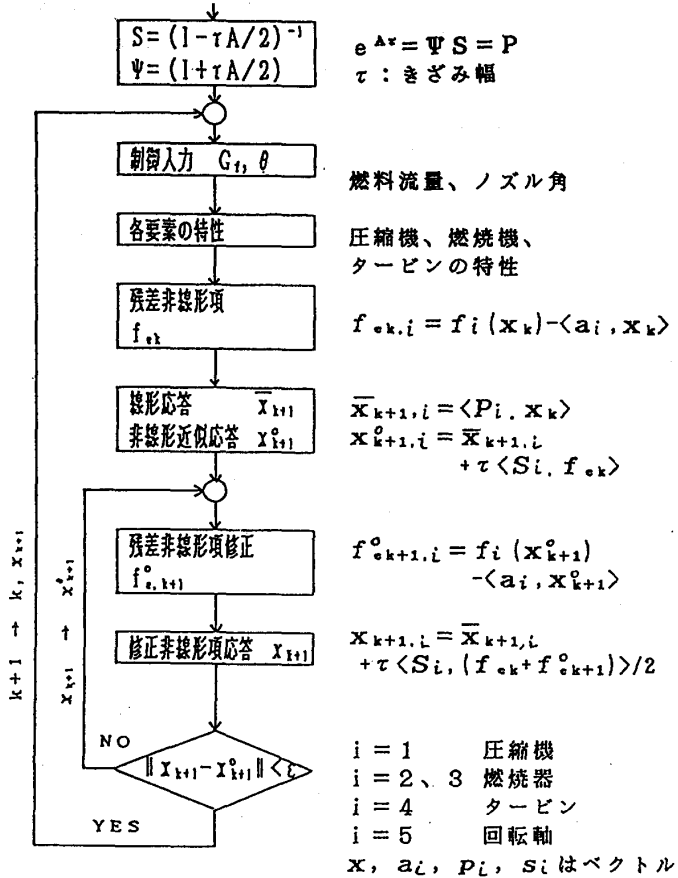 S=(I-τA/2)⁻¹
Ψ=(I+τA/2)
e^Aτ=ΨS=P
τ：きざみ幅
制御入力 G_f, θ
燃料流量、ノズル角
各要素の特性
圧縮機、燃焼機、
タービンの特性
残差非線形項
f_ek
f_ek,i=fi(x_k)-<a_i,x_k>
線形応答 x̄_k+1
非線形近似応答 x°_k+1
x̄_k+1,i=<P_i,x_k>
x°_k+1,i=x̄_k+1,i
+τ<S_i,f_ek>
残差非線形項修正
f°_e,k+1
f°_ek+1,i=f_i(x°_k+1)
-<a_i,x°_k+1>
修正非線形項応答 x_k+1
x_k+1,i=x̄_k+1,i
+τ<S_i,(f_ek+f°_ek+1)>/2
k+1 → k, x_k+1
x_k+1 → x°_k+1
NO
‖x_k+1-x°_k+1‖<ε
YES
i=1 圧縮機
i=2、3 燃焼器
i=4 タービン
i=5 回転軸
x, a_i, p_i, s_iはベクトル